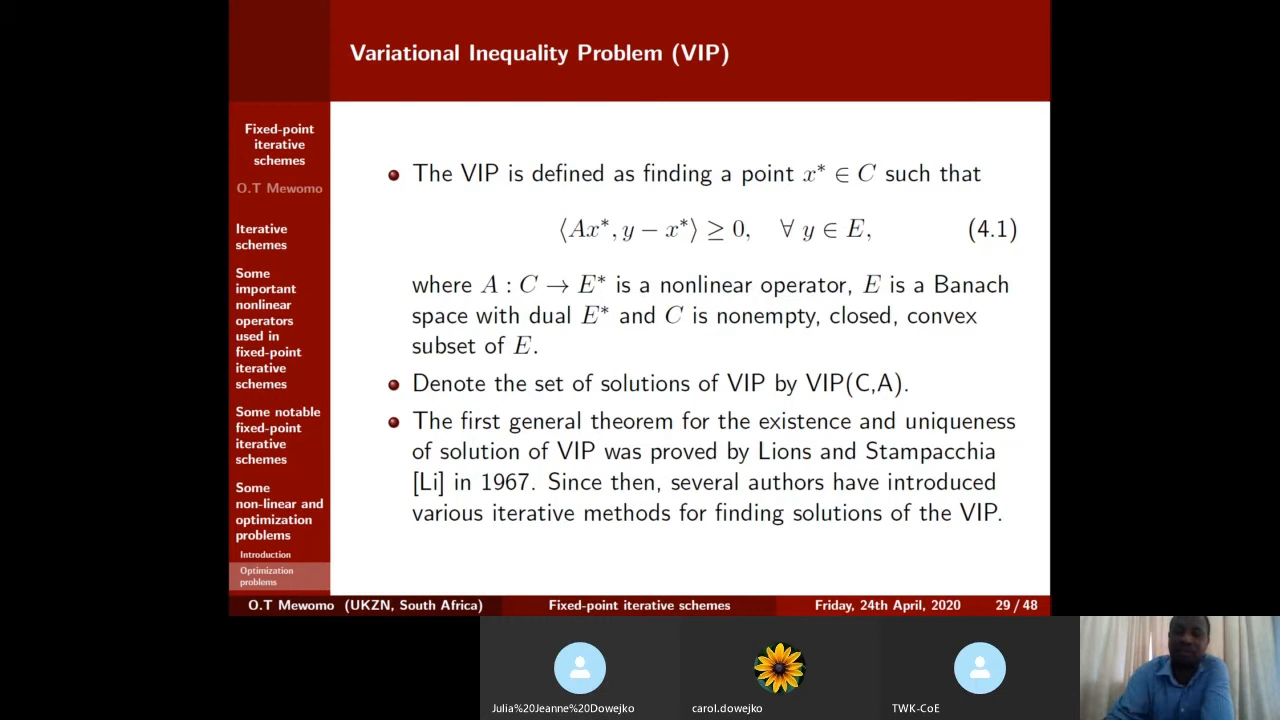 Variational Inequality Problem (VIP)
Fixed-point
iterative
schemes
O.T Mewomo
Iterative
schemes
Some
important
nonlinear
operators
used in
fixed-point
iterative
schemes
Some notable
fixed-point
iterative
schemes
Some
non-linear and
optimization
problems
Introduction
Optimization
problems
The VIP is defined as finding a point x* ∈ C such that
⟨Ax*, y − x*⟩ ≥ 0, ∀ y ∈ E, (4.1)
where A : C → E* is a nonlinear operator, E is a Banach
space with dual E* and C is nonempty, closed, convex
subset of E.
Denote the set of solutions of VIP by VIP(C,A).
The first general theorem for the existence and uniqueness
of solution of VIP was proved by Lions and Stampacchia
[Li] in 1967. Since then, several authors have introduced
various iterative methods for finding solutions of the VIP.
O.T Mewomo (UKZN, South Africa) Fixed-point iterative schemes Friday, 24th April, 2020 29 / 48
Julia%20Jeanne%20Dowejko carol.dowejko TWK-CoE